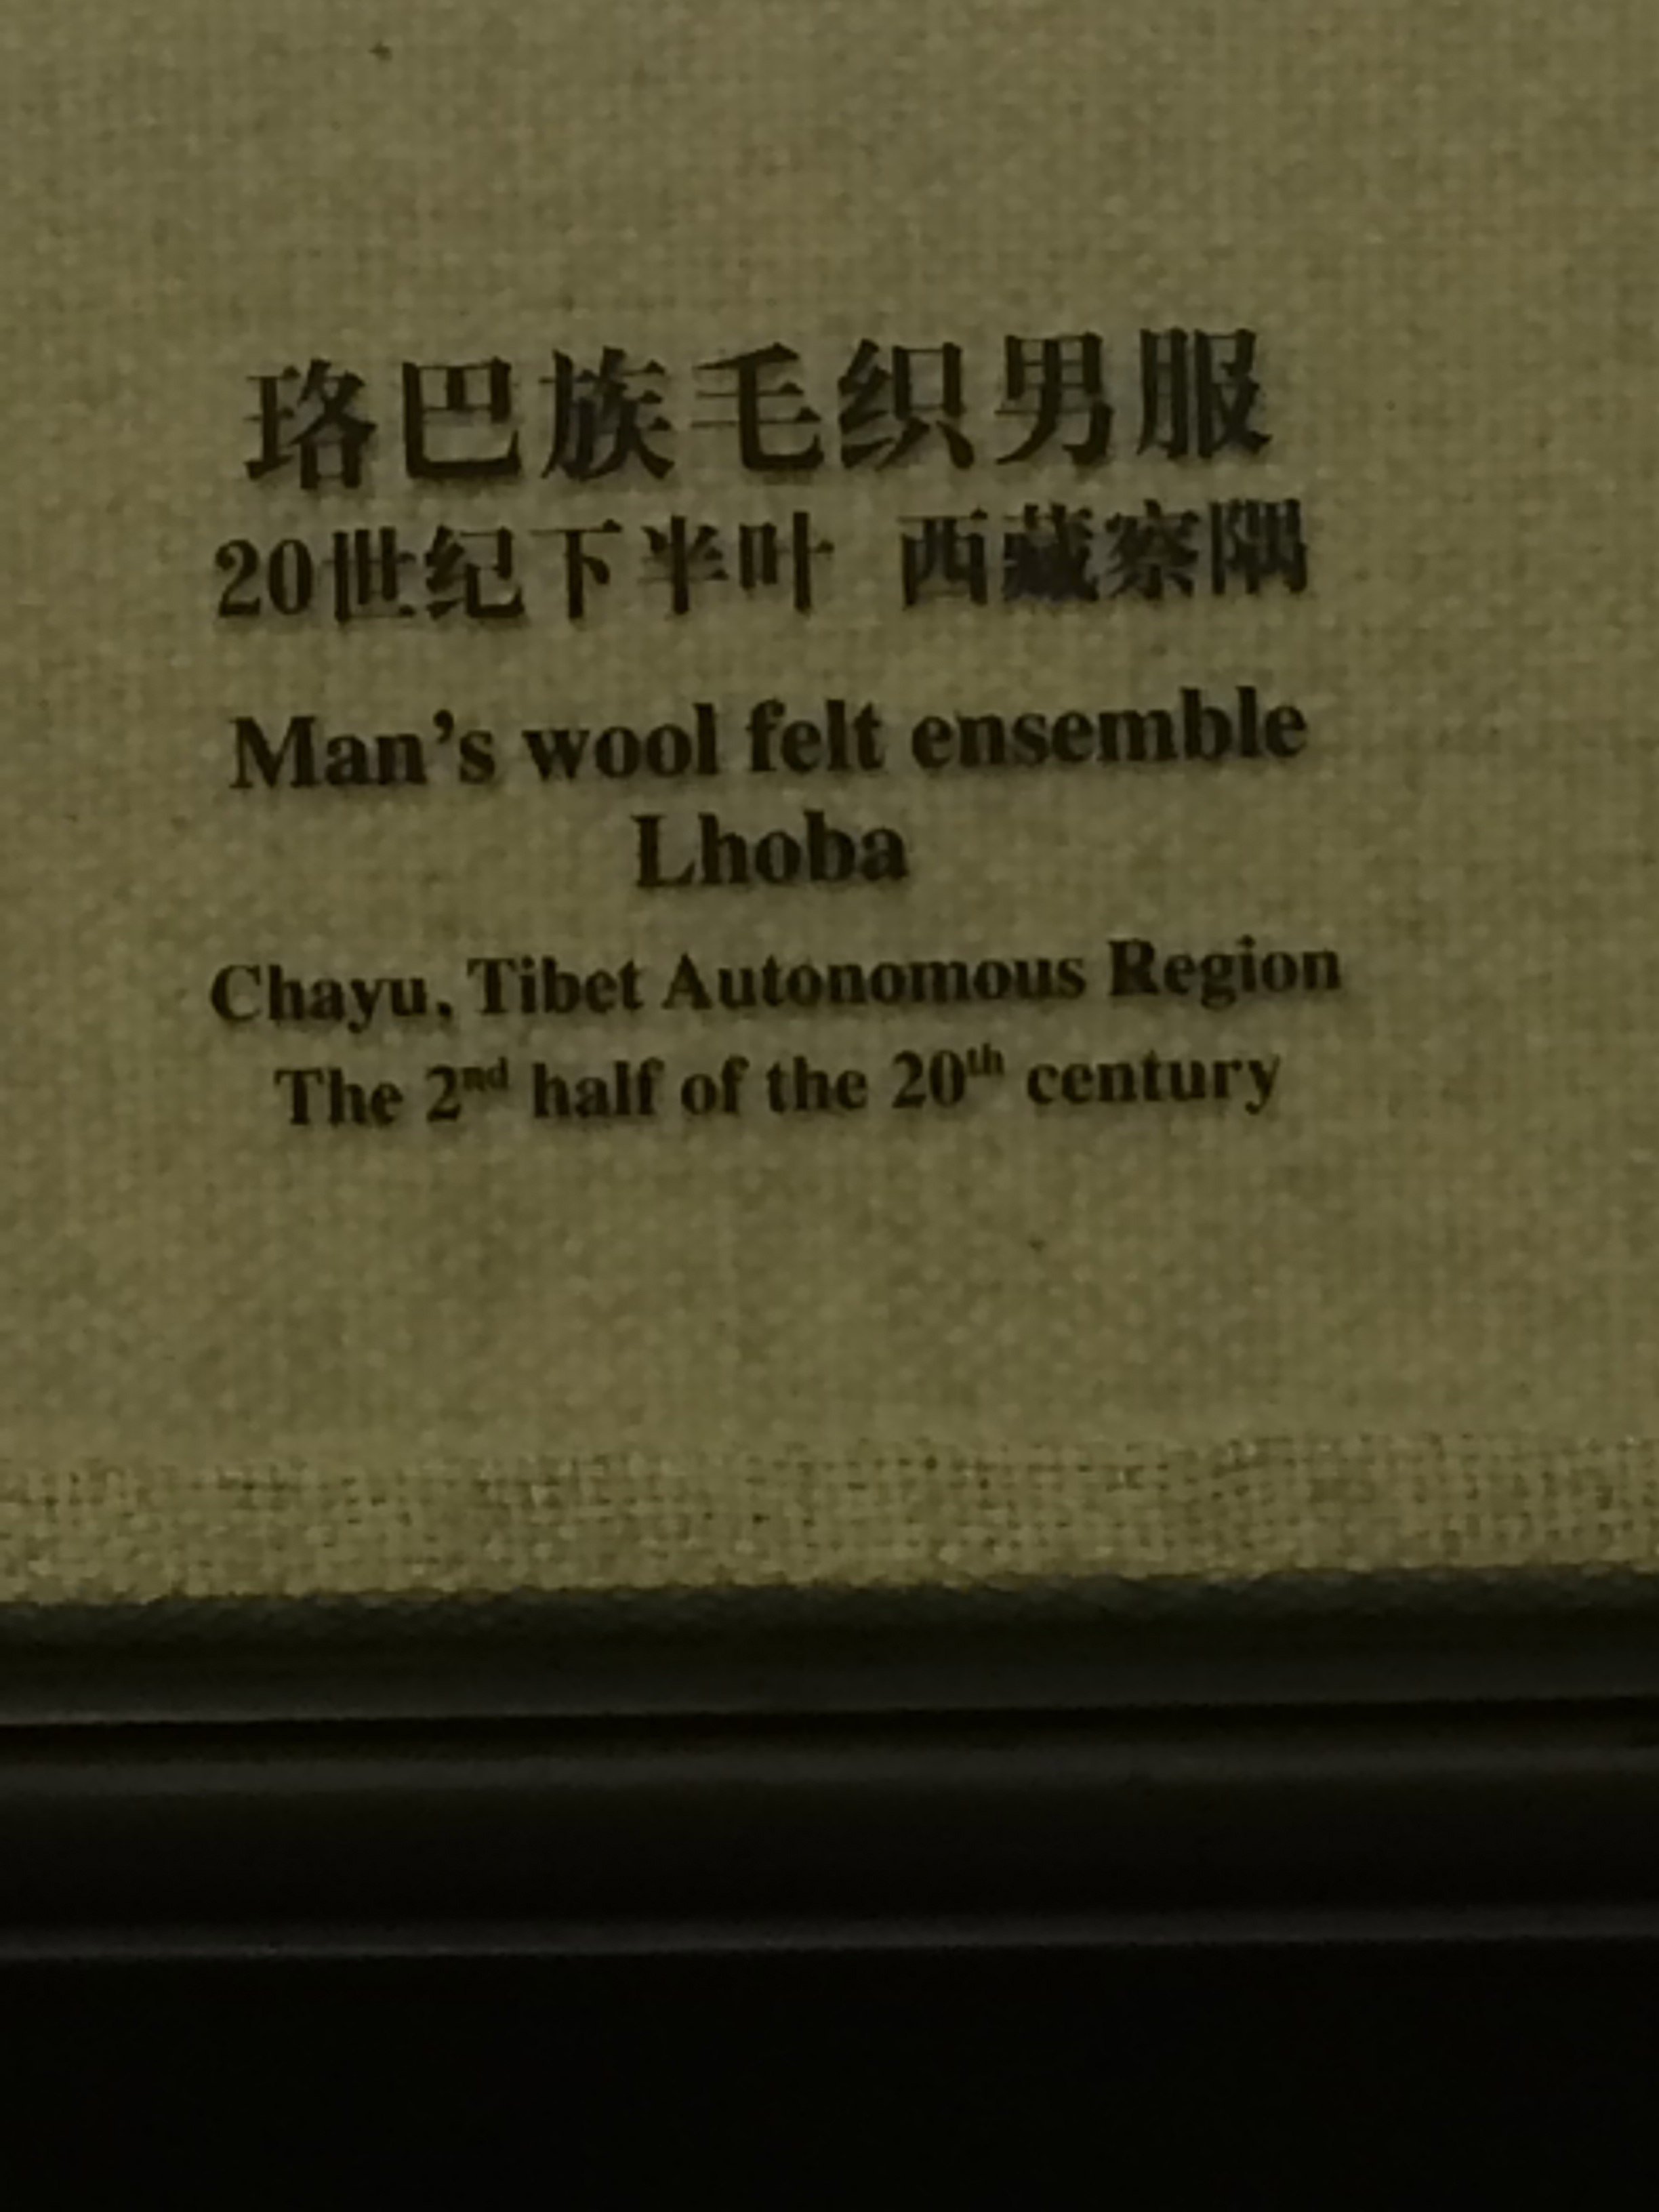 珞巴族毛织男服
20世纪下半叶 西藏察隅
Man's wool felt ensemble
Lhoba
Chayu, Tibet Autonomous Region
The 2nd half of the 20th century